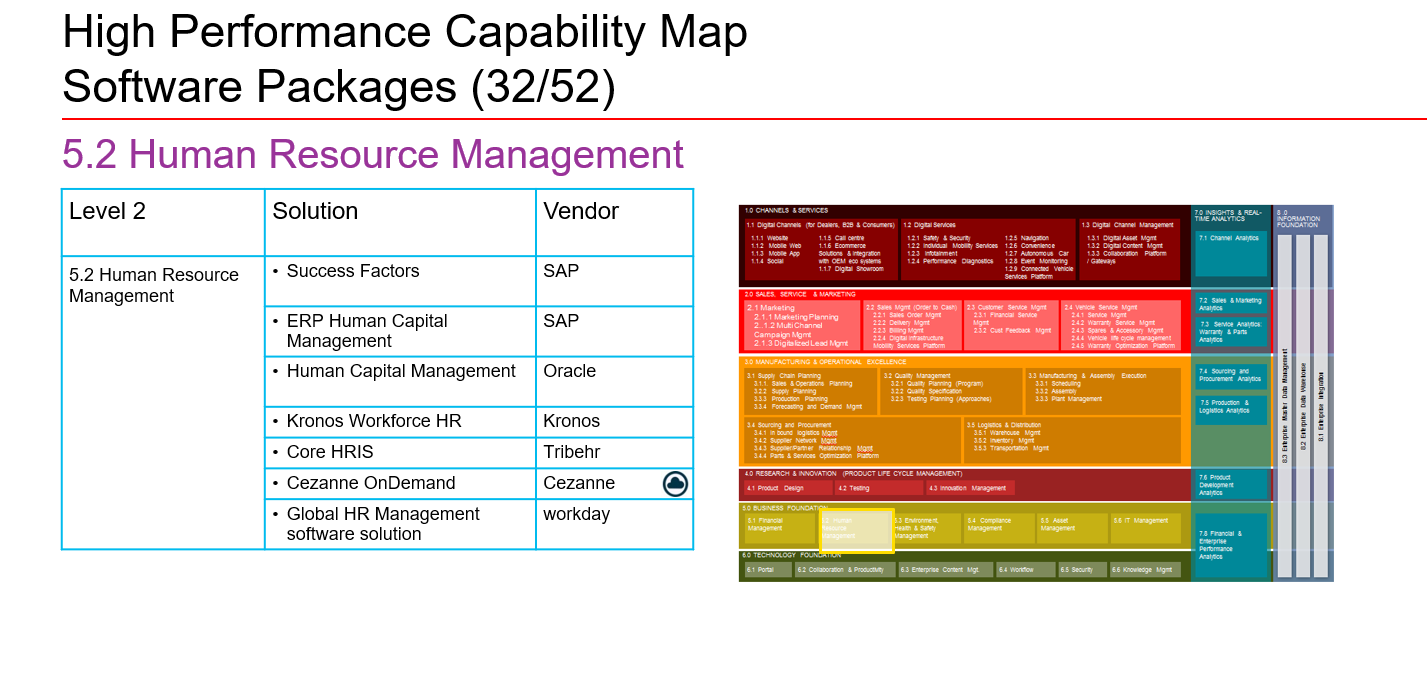 High Performance Capability Map
Software Packages (32/52)
5.2 Human Resource Management
Level 2
Solution
Vendor
5.2 Human Resource
Management
• Success Factors
SAP
• ERP Human Capital
Management
SAP
• Human Capital Management
Oracle
• Kronos Workforce HR
Kronos
• Core HRIS
Tribehr
• Cezanne OnDemand
Cezanne
• Global HR Management
software solution
workday
1.0 CHANNELS & SERVICES
1.1 Digital Channels (for Dealers, B2B & Consumers)
1.1.1 Website
1.1.2 Mobile Web
1.1.3 Mobile App
1.1.4 Social
1.1.5 Call centre
1.1.6 Ecommerce
Solutions & Integration
with OEM eco systems
1.1.7 Digital Showroom
1.2 Digital Services
1.2.1 Safety & Security
1.2.2 Individual Mobility Services
1.2.3 Infotainment
1.2.4 Performance Diagnostics
1.2.5 Navigation
1.2.6 Convenience
1.2.7 Autonomous Car
1.2.8 Event Monitoring
1.2.9 Connected Vehicle
Services Platform
1.3 Digital Channel Management
1.3.1 Digital Asset Mgmt
1.3.2 Digital Content Mgmt
1.3.3 Collaboration Platform
/ Gateways
2.0 SALES, SERVICE & MARKETING
2.1 Marketing
2.1.1 Marketing Planning
2..1.2 Multi Channel
Campaign Mgmt
2.1.3 Digitalized Lead Mgmt
2.2 Sales Mgmt (Order to Cash)
2.2.1 Sales Order Mgmt
2.2.2 Delivery Mgmt
2.2.3 Billing Mgmt
2.2.4 Digital Infrastructure
Mobility Services Platform
2.3 Customer Service Mgmt
2.3.1 Financial Service
Mgmt
2.3.2 Cust Feedback Mgmt
2.4 Vehicle Service Mgmt
2.4.1 Service Mgmt
2.4.2 Warranty Service Mgmt
2.4.3 Spares & Accessory Mgmt
2.4.4 Vehicle life cycle management
2.4.5 Warranty Optimization Platform
3.0 MANUFACTURING & OPERATIONAL EXCELLENCE
3.1 Supply Chain Planning
3.1.1. Sales & Operations Planning
3.2.2 Supply Planning
3.3.3 Production Planning
3.3.4 Forecasting and Demand Mgmt
3.2 Quality Management
3.2.1 Quality Planning (Program)
3.2.2 Quality Specification
3.2.3 Testing Planning (Approaches)
3.3 Manufacturing & Assembly Execution
3.3.1 Scheduling
3.3.2 Assembly
3.3.3 Plant Management
3.4 Sourcing and Procurement
3.4.1 In bound logistics Mgmt
3.4.2 Supplier Network Mgmt
3.4.3 Supplier/Partner Relationship Mgmt
3.4.4 Parts & Services Optimization Platform
3.5 Logistics & Distribution
3.5.1 Warehouse Mgmt
3.5.2 Inventory Mgmt
3.5.3 Transportation Mgmt
4.0 RESEARCH & INNOVATION (PRODUCT LIFE CYCLE MANAGEMENT)
4.1 Product Design
4.2 Testing
4.3 Innovation Management
5.0 BUSINESS FOUNDATION
5.1 Financial
Management
5.2 Human
Resource
Management
5.3 Environment,
Health & Safety
Management
5.4 Compliance
Management
5.5 Asset
Management
5.6 IT Management
6.0 TECHNOLOGY FOUNDATION
6.1 Portal
6.2 Collaboration & Productivity
6.3 Enterprise Content Mgt.
6.4 Workflow
6.5 Security
6.6 Knowledge Mgmt
7.0 INSIGHTS & REAL-
TIME ANALYTICS
7.1 Channel Analytics
7.2 Sales & Marketing
Analytics
7.3 Service Analytics;
Warranty & Parts
Analytics
7.4 Sourcing and
Procurement Analytics
7.5 Production &
Logistics Analytics
7.6 Product
Development
Analytics
7.8 Financial &
Enterprise
Performance
Analytics
8 .0
INFORMATION
FOUNDATION
8.3 Enterprise Master Data Management
8.2 Enterprise Data Warehouse
8.1 Enterprise Integration